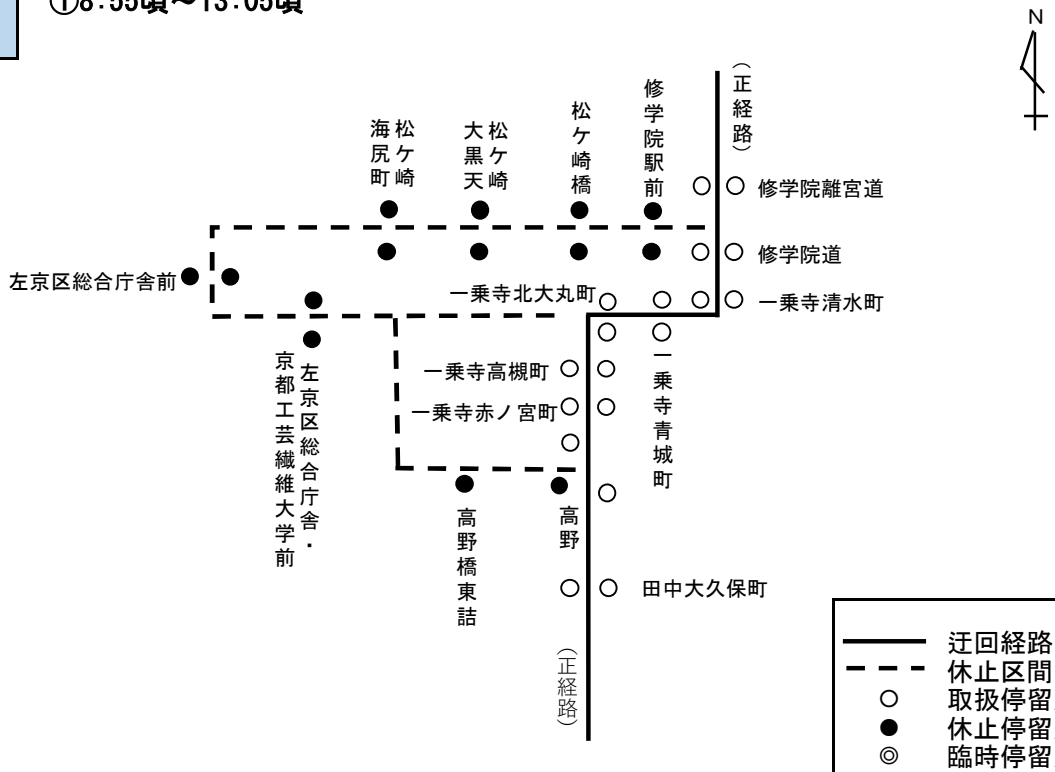 ①8:55頃～13:05頃
N
（正経路）
修学院駅前
松ケ崎橋
松ケ崎
大黒天
松ケ崎
海尻町
修学院離宮道
修学院道
左京区総合庁舎前
一乗寺北大丸町
一乗寺清水町
一乗寺高槻町
一乗寺赤ノ宮町
一乗寺青城町
左京区総合庁舎・
京都工芸繊維大学前
高野橋東詰
高野
田中大久保町
（正経路）
迂回経路
休止区間
取扱停留
休止停留
臨時停留